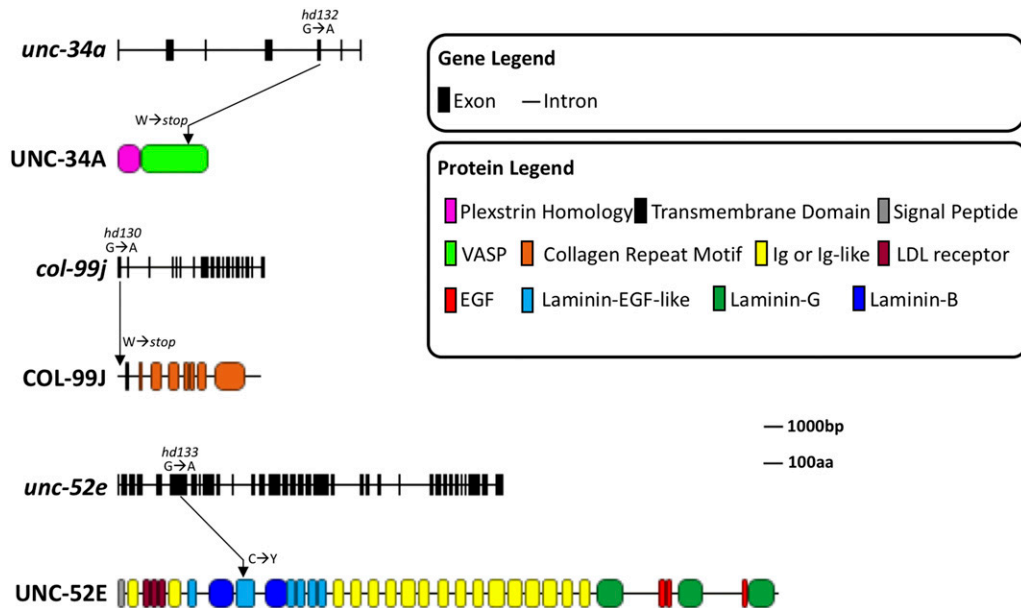 hd132
G→A
unc-34a
W→stop
UNC-34A
hd130
G→A
col-99j
W→stop
COL-99J
hd133
G→A
unc-52e
C→Y
UNC-52E
Gene Legend
Exon — Intron
Protein Legend
Plexstrin Homology Transmembrane Domain Signal Peptide
VASP Collagen Repeat Motif Ig or Ig-like LDL receptor
EGF Laminin-EGF-like Laminin-G Laminin-B
— 1000bp
— 100aa